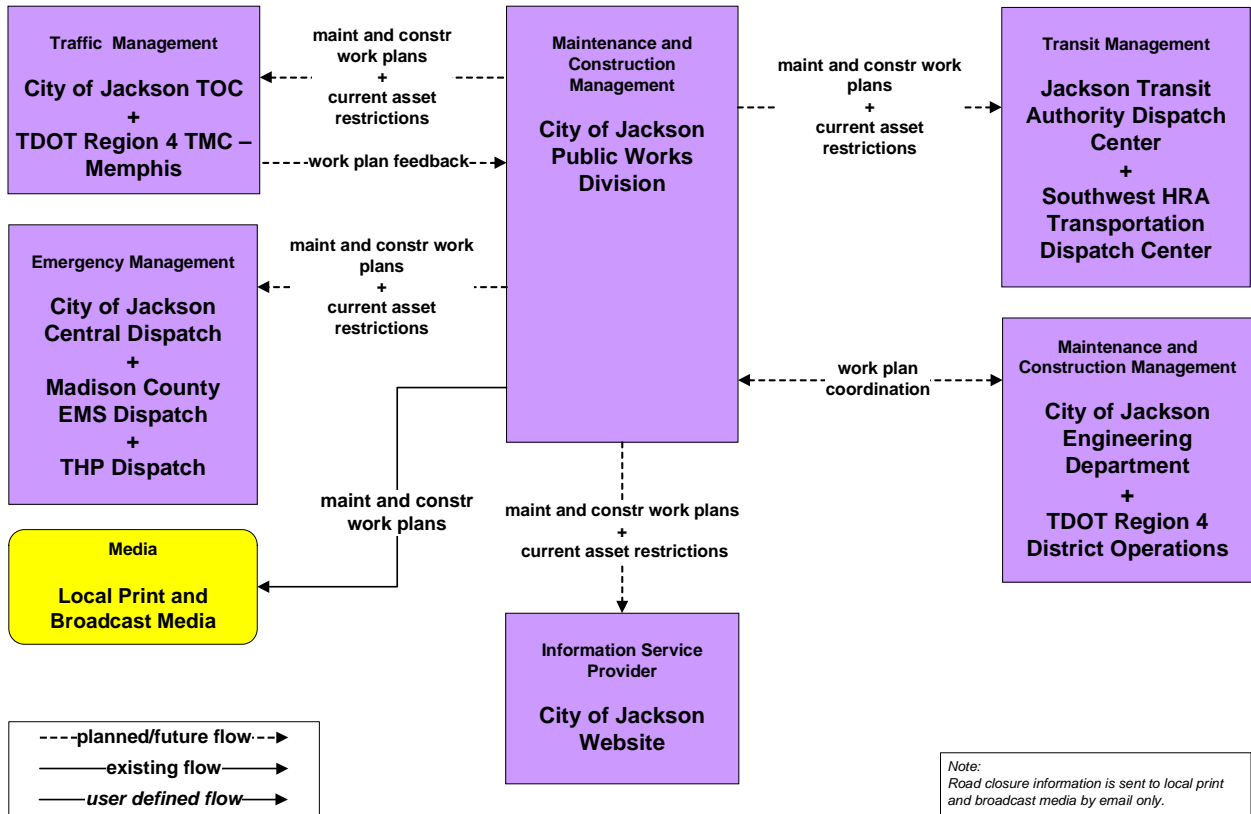 Traffic Management
City of Jackson TOC
+
TDOT Region 4 TMC –
Memphis
maint and constr
work plans
+
current asset
restrictions
work plan feedback
Maintenance and
Construction
Management
City of Jackson
Public Works
Division
maint and constr work
plans
+
current asset
restrictions
Transit Management
Jackson Transit
Authority Dispatch
Center
+
Southwest HRA
Transportation
Dispatch Center
Emergency Management
City of Jackson
Central Dispatch
+
Madison County
EMS Dispatch
+
THP Dispatch
maint and constr work
plans
+
current asset
restrictions
work plan
coordination
Maintenance and
Construction Management
City of Jackson
Engineering
Department
+
TDOT Region 4
District Operations
maint and constr
work plans
maint and constr work plans
+
current asset restrictions
Media
Local Print and
Broadcast Media
Information Service
Provider
City of Jackson
Website
planned/future flow
existing flow
user defined flow
Note:
Road closure information is sent to local print
and broadcast media by email only.